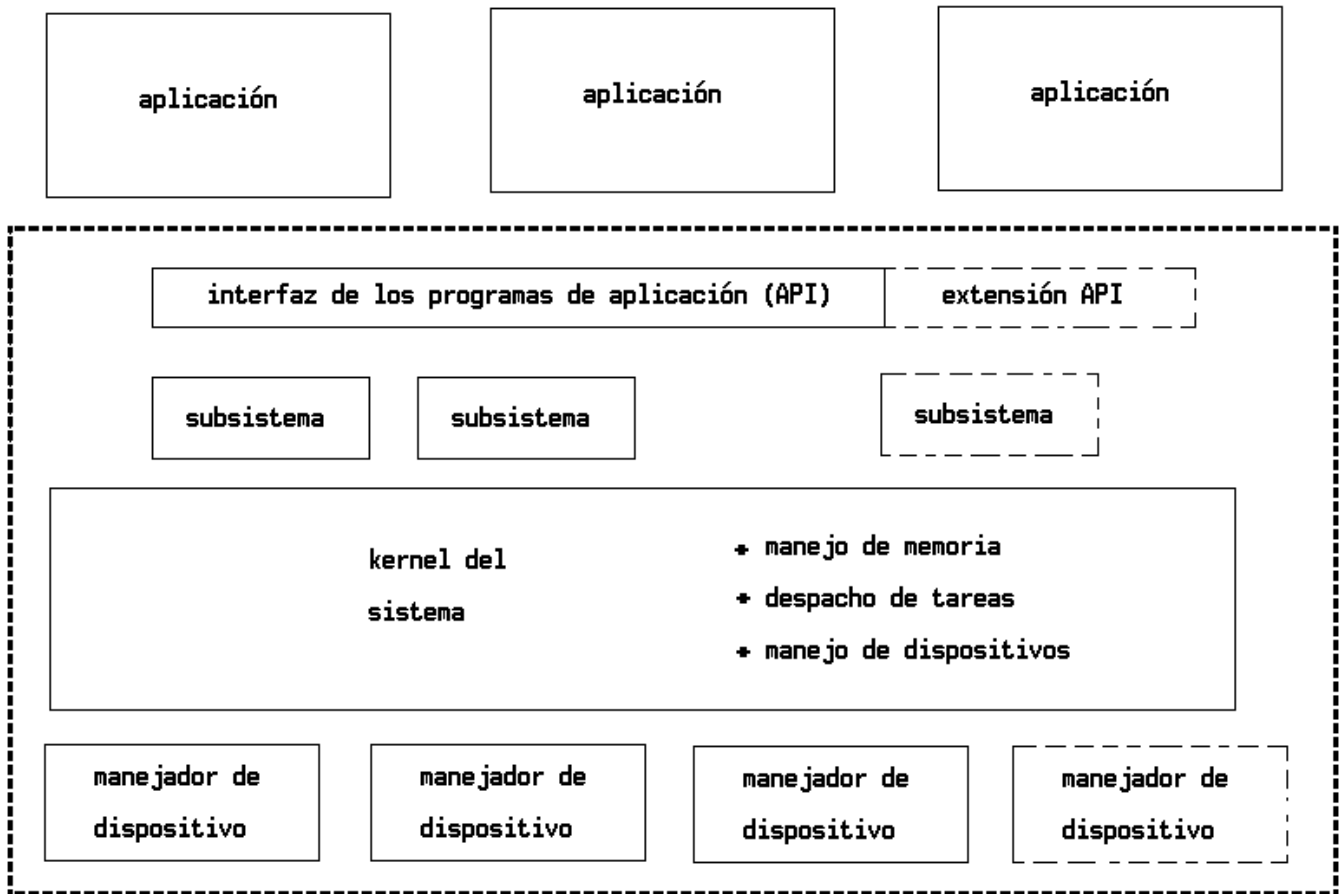 aplicación
aplicación
aplicación
interfaz de los programas de aplicación (API)
extensión API
subsistema
subsistema
subsistema
kernel del
sistema
* manejo de memoria
* despacho de tareas
* manejo de dispositivos
manejador de
dispositivo
manejador de
dispositivo
manejador de
dispositivo
manejador de
dispositivo